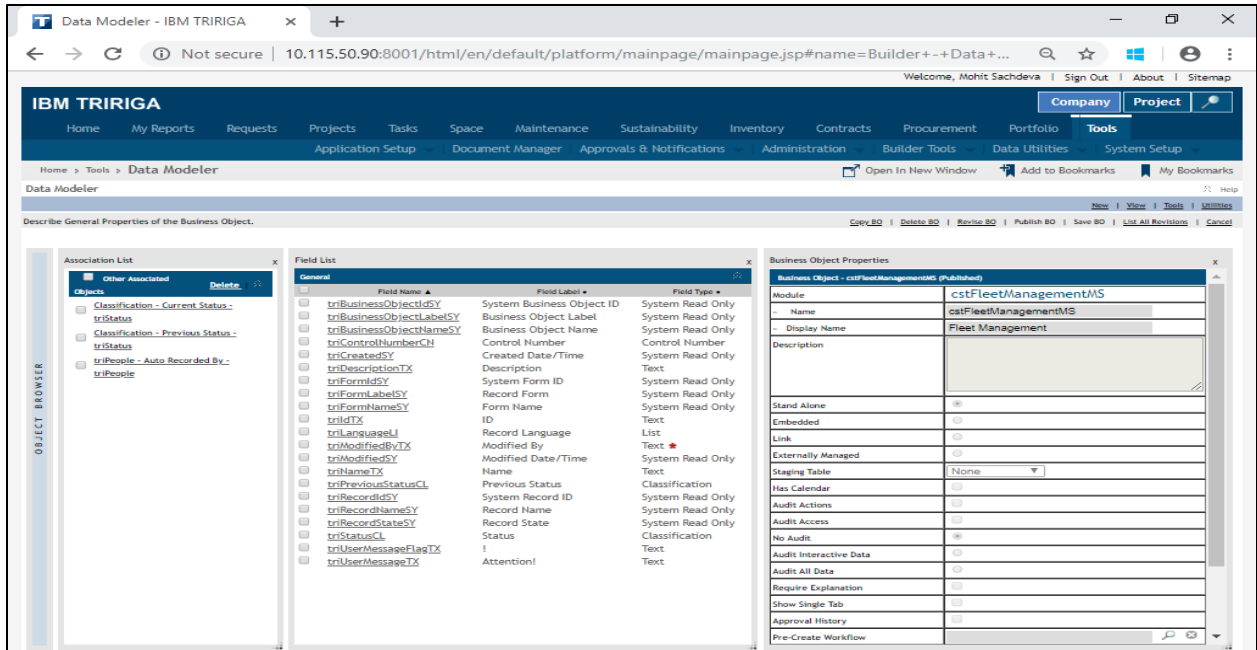 Data Modeler - IBM TRIRIGA
Not secure | 10.115.50.90:8001/html/en/default/platform/mainpage/mainpage.jsp#name=Builder+-+Data+...
Welcome, Mohit Sachdeva | Sign Out | About | Sitemap
IBM TRIRIGA Company Project
Home My Reports Requests Projects Tasks Space Maintenance Sustainability Inventory Contracts Procurement Portfolio Tools
Application Setup Document Manager Approvals & Notifications Administration Builder Tools Data Utilities System Setup
Home > Tools > Data Modeler Open In New Window Add to Bookmarks My Bookmarks
Data Modeler Help
New | View | Tools | Utilities
Describe General Properties of the Business Object. Copy BO | Delete BO | Revise BO | Publish BO | Save BO | List All Revisions | Cancel
OBJECT BROWSER
Association List x
Other Associated Objects Delete
Classification - Current Status -
triStatus
Classification - Previous Status -
triStatus
triPeople - Auto Recorded By -
triPeople
Field List x
General
Field Name ▲ Field Label • Field Type •
triBusinessObjectIdSY System Business Object ID System Read Only
triBusinessObjectLabelSY Business Object Label System Read Only
triBusinessObjectNameSY Business Object Name System Read Only
triControlNumberCN Control Number Control Number
triCreatedSY Created Date/Time System Read Only
triDescriptionTX Description Text
triFormIdSY System Form ID System Read Only
triFormLabelSY Record Form System Read Only
triFormNameSY Form Name System Read Only
triIdTX ID Text
triLanguageLI Record Language List
triModifiedByTX Modified By Text *
triModifiedSY Modified Date/Time System Read Only
triNameTX Name Text
triPreviousStatusCL Previous Status Classification
triRecordIdSY System Record ID System Read Only
triRecordNameSY Record Name System Read Only
triRecordStateSY Record State System Read Only
triStatusCL Status Classification
triUserMessageFlagTX ! Text
triUserMessageTX Attention! Text
Business Object Properties x
Business Object - cstFleetManagementMS (Published)
Module cstFleetManagementMS
- Name cstFleetManagementMS
- Display Name Fleet Management
Description
Stand Alone
Embedded
Link
Externally Managed
Staging Table None
Has Calendar
Audit Actions
Audit Access
No Audit
Audit Interactive Data
Audit All Data
Require Explanation
Show Single Tab
Approval History
Pre-Create Workflow